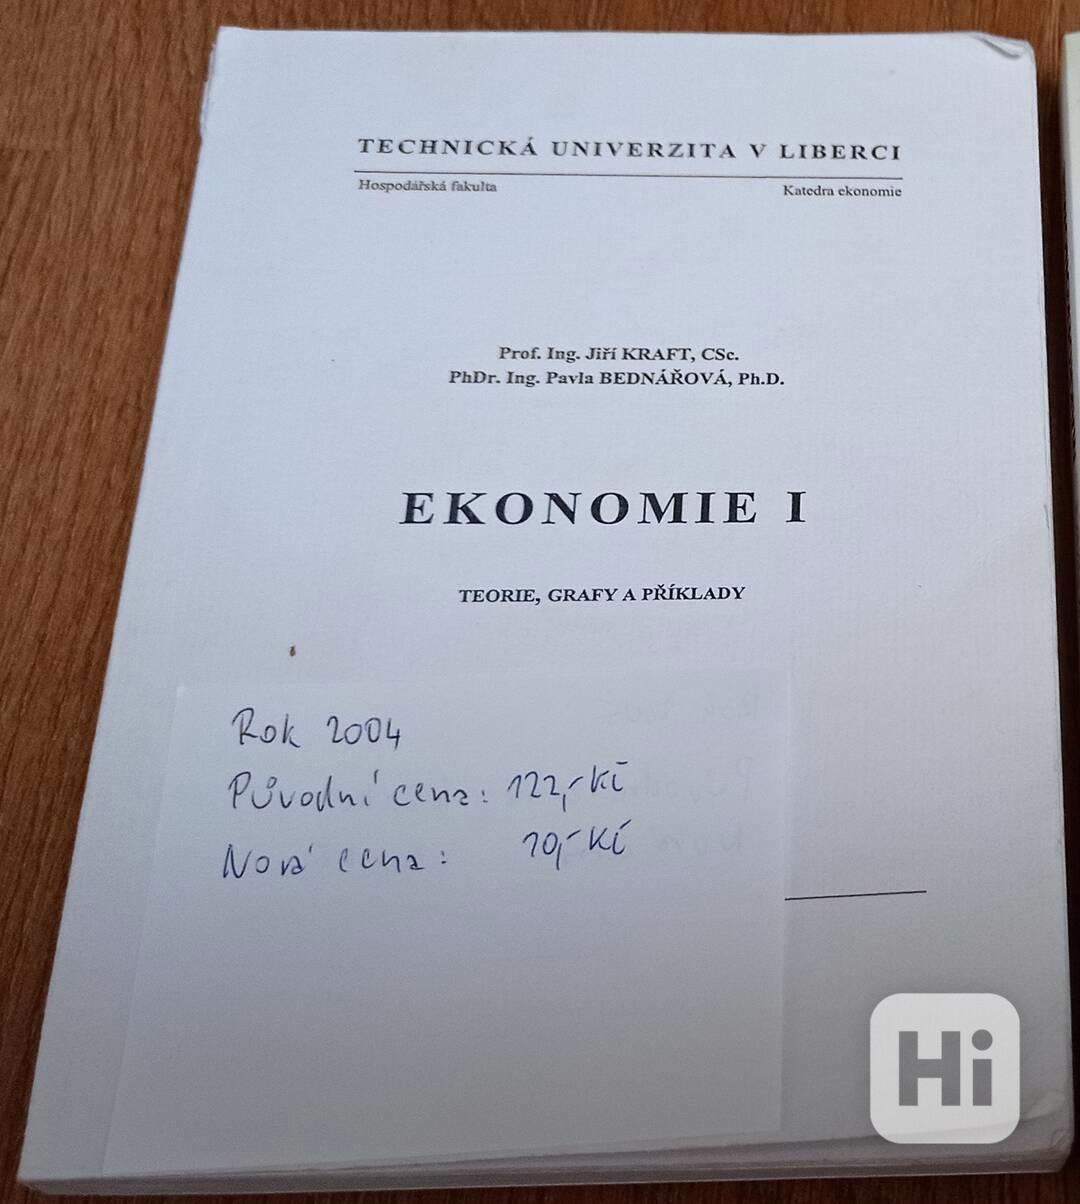 TECHNICKÁ UNIVERZITA V LIBERCI
Hospodářská fakulta Katedra ekonomie
Prof. Ing. Jiří KRAFT, CSc.
PhDr. Ing. Pavla BEDNÁŘOVÁ, Ph.D.
EKONOMIE I
TEORIE, GRAFY A PŘÍKLADY
Rok 2004
Původní cena: 122,- Kč
Nová cena: 10,- Kč
Hi